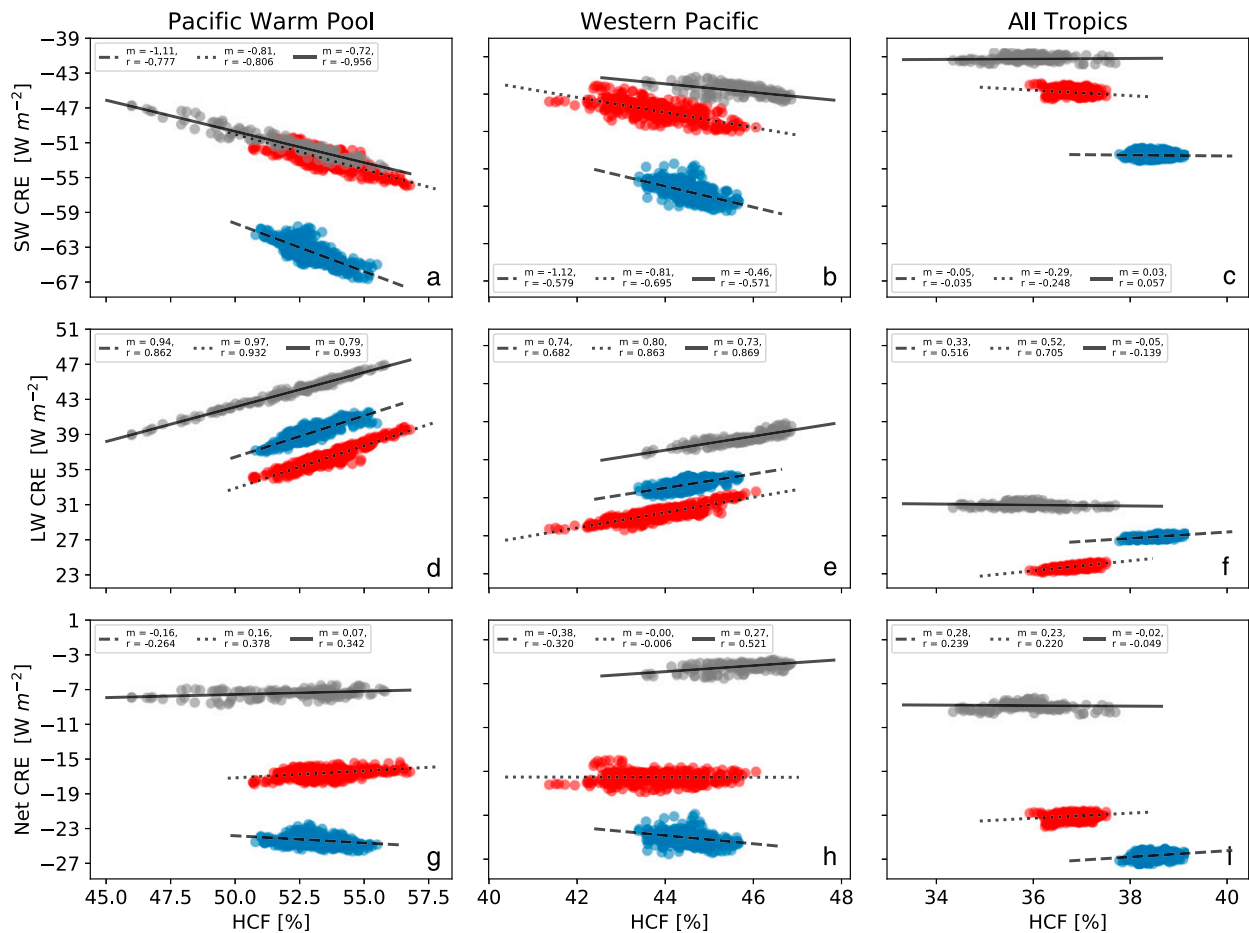 Pacific Warm Pool
Western Pacific
All Tropics
SW CRE [W m⁻²]
−39
−43
−47
−51
−55
−59
−63
−67
m = -1.11,
r = -0.777
m = -0.81,
r = -0.806
m = -0.72,
r = -0.956
a
m = -1.12,
r = -0.579
m = -0.81,
r = -0.695
m = -0.46,
r = -0.571
b
m = -0.05,
r = -0.035
m = -0.29,
r = -0.248
m = 0.03,
r = 0.057
c
LW CRE [W m⁻²]
51
47
43
39
35
31
27
23
m = 0.94,
r = 0.862
m = 0.97,
r = 0.932
m = 0.79,
r = 0.993
d
m = 0.74,
r = 0.682
m = 0.80,
r = 0.863
m = 0.73,
r = 0.869
e
m = 0.33,
r = 0.516
m = 0.52,
r = 0.705
m = -0.05,
r = -0.139
f
Net CRE [W m⁻²]
1
−3
−7
−11
−15
−19
−23
−27
m = -0.16,
r = -0.264
m = 0.16,
r = 0.378
m = 0.07,
r = 0.342
g
m = -0.38,
r = -0.320
m = -0.00,
r = -0.006
m = 0.27,
r = 0.521
h
m = 0.28,
r = 0.239
m = 0.23,
r = 0.220
m = -0.02,
r = -0.049
i
45.0 47.5 50.0 52.5 55.0 57.5
40 42 44 46 48
34 36 38 40
HCF [%]
HCF [%]
HCF [%]